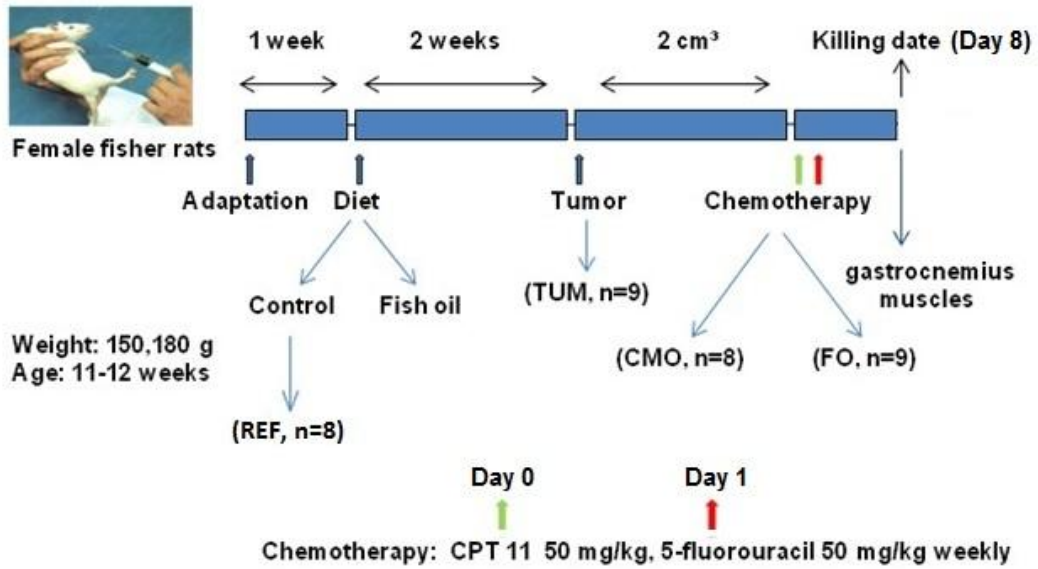 1 week
2 weeks
2 cm³
Killing date (Day 8)
Female fisher rats
Adaptation
Diet
Tumor
Chemotherapy
gastrocnemius
muscles
Control
Fish oil
(TUM, n=9)
Weight: 150,180 g
Age: 11-12 weeks
(CMO, n=8)
(FO, n=9)
(REF, n=8)
Day 0
Day 1
Chemotherapy: CPT 11 50 mg/kg, 5-fluorouracil 50 mg/kg weekly